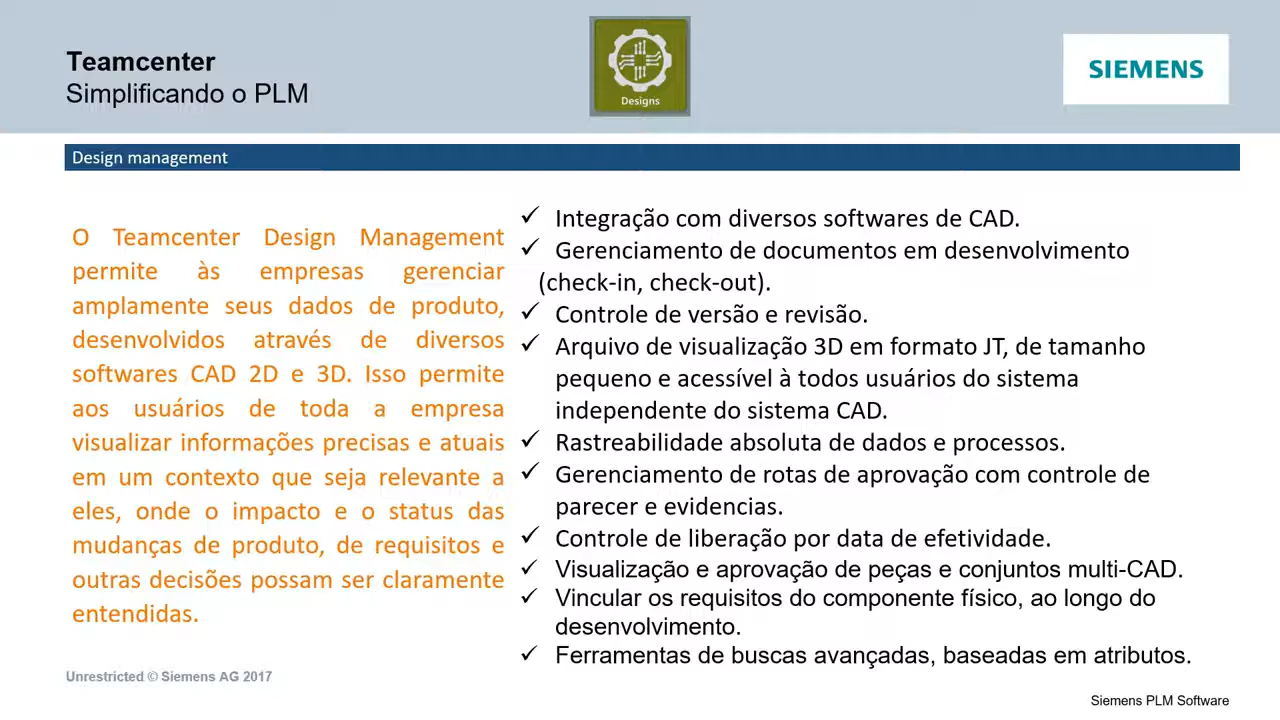 Teamcenter
Simplificando o PLM
Designs
SIEMENS
Design management
O Teamcenter Design Management
permite às empresas gerenciar
amplamente seus dados de produto,
desenvolvidos através de diversos
softwares CAD 2D e 3D. Isso permite
aos usuários de toda a empresa
visualizar informações precisas e atuais
em um contexto que seja relevante a
eles, onde o impacto e o status das
mudanças de produto, de requisitos e
outras decisões possam ser claramente
entendidas.
✓ Integração com diversos softwares de CAD.
✓ Gerenciamento de documentos em desenvolvimento
(check-in, check-out).
✓ Controle de versão e revisão.
✓ Arquivo de visualização 3D em formato JT, de tamanho
pequeno e acessível à todos usuários do sistema
independente do sistema CAD.
✓ Rastreabilidade absoluta de dados e processos.
✓ Gerenciamento de rotas de aprovação com controle de
parecer e evidencias.
✓ Controle de liberação por data de efetividade.
✓ Visualização e aprovação de peças e conjuntos multi-CAD.
✓ Vincular os requisitos do componente físico, ao longo do
desenvolvimento.
✓ Ferramentas de buscas avançadas, baseadas em atributos.
Unrestricted © Siemens AG 2017
Siemens PLM Software